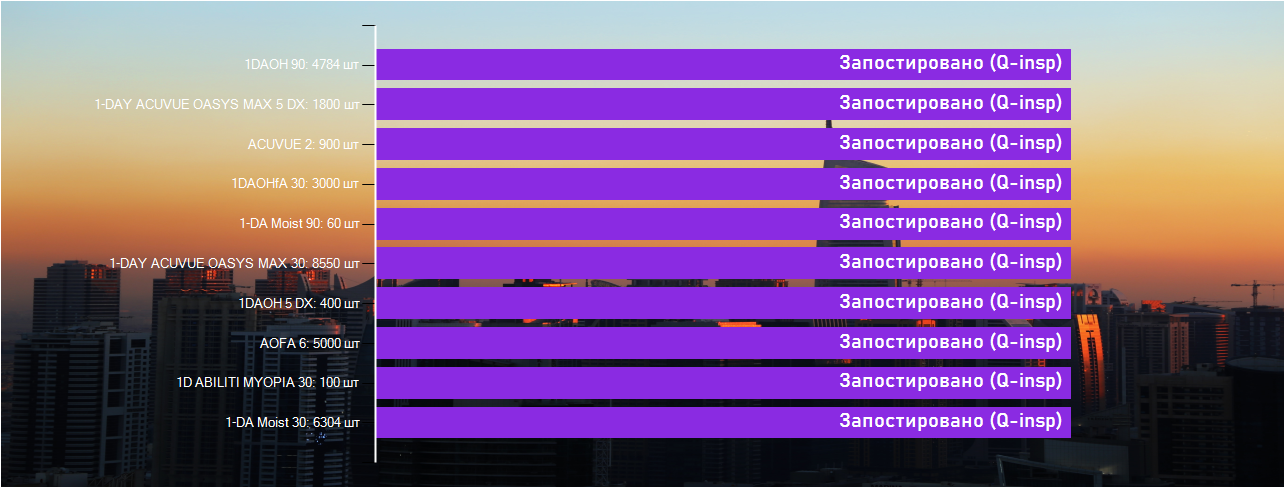 1DAOH 90: 4784 шт Запостировано (Q-insp)
1-DAY ACUVUE OASYS MAX 5 DX: 1800 шт Запостировано (Q-insp)
ACUVUE 2: 900 шт Запостировано (Q-insp)
1DAOHfA 30: 3000 шт Запостировано (Q-insp)
1-DA Moist 90: 60 шт Запостировано (Q-insp)
1-DAY ACUVUE OASYS MAX 30: 8550 шт Запостировано (Q-insp)
1DAOH 5 DX: 400 шт Запостировано (Q-insp)
AOFA 6: 5000 шт Запостировано (Q-insp)
1D ABILITI MYOPIA 30: 100 шт Запостировано (Q-insp)
1-DA Moist 30: 6304 шт Запостировано (Q-insp)